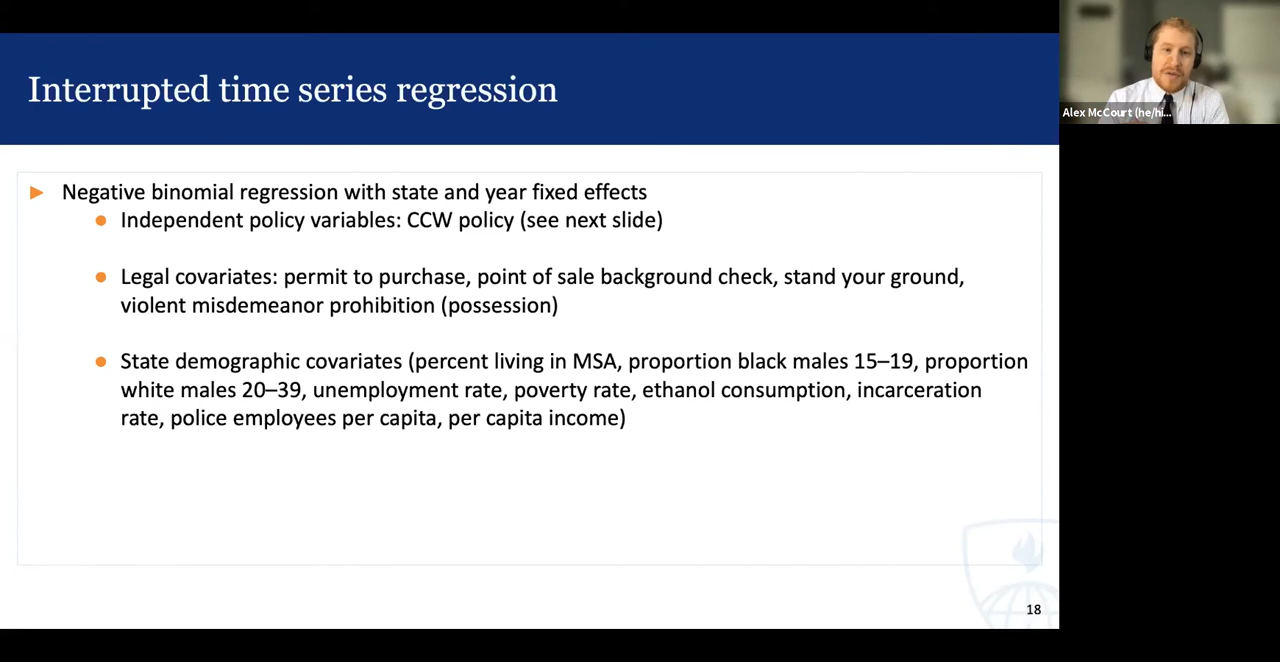 Interrupted time series regression
Alex McCourt (he/hi...
Negative binomial regression with state and year fixed effects
Independent policy variables: CCW policy (see next slide)
Legal covariates: permit to purchase, point of sale background check, stand your ground,
violent misdemeanor prohibition (possession)
State demographic covariates (percent living in MSA, proportion black males 15–19, proportion
white males 20–39, unemployment rate, poverty rate, ethanol consumption, incarceration
rate, police employees per capita, per capita income)
18